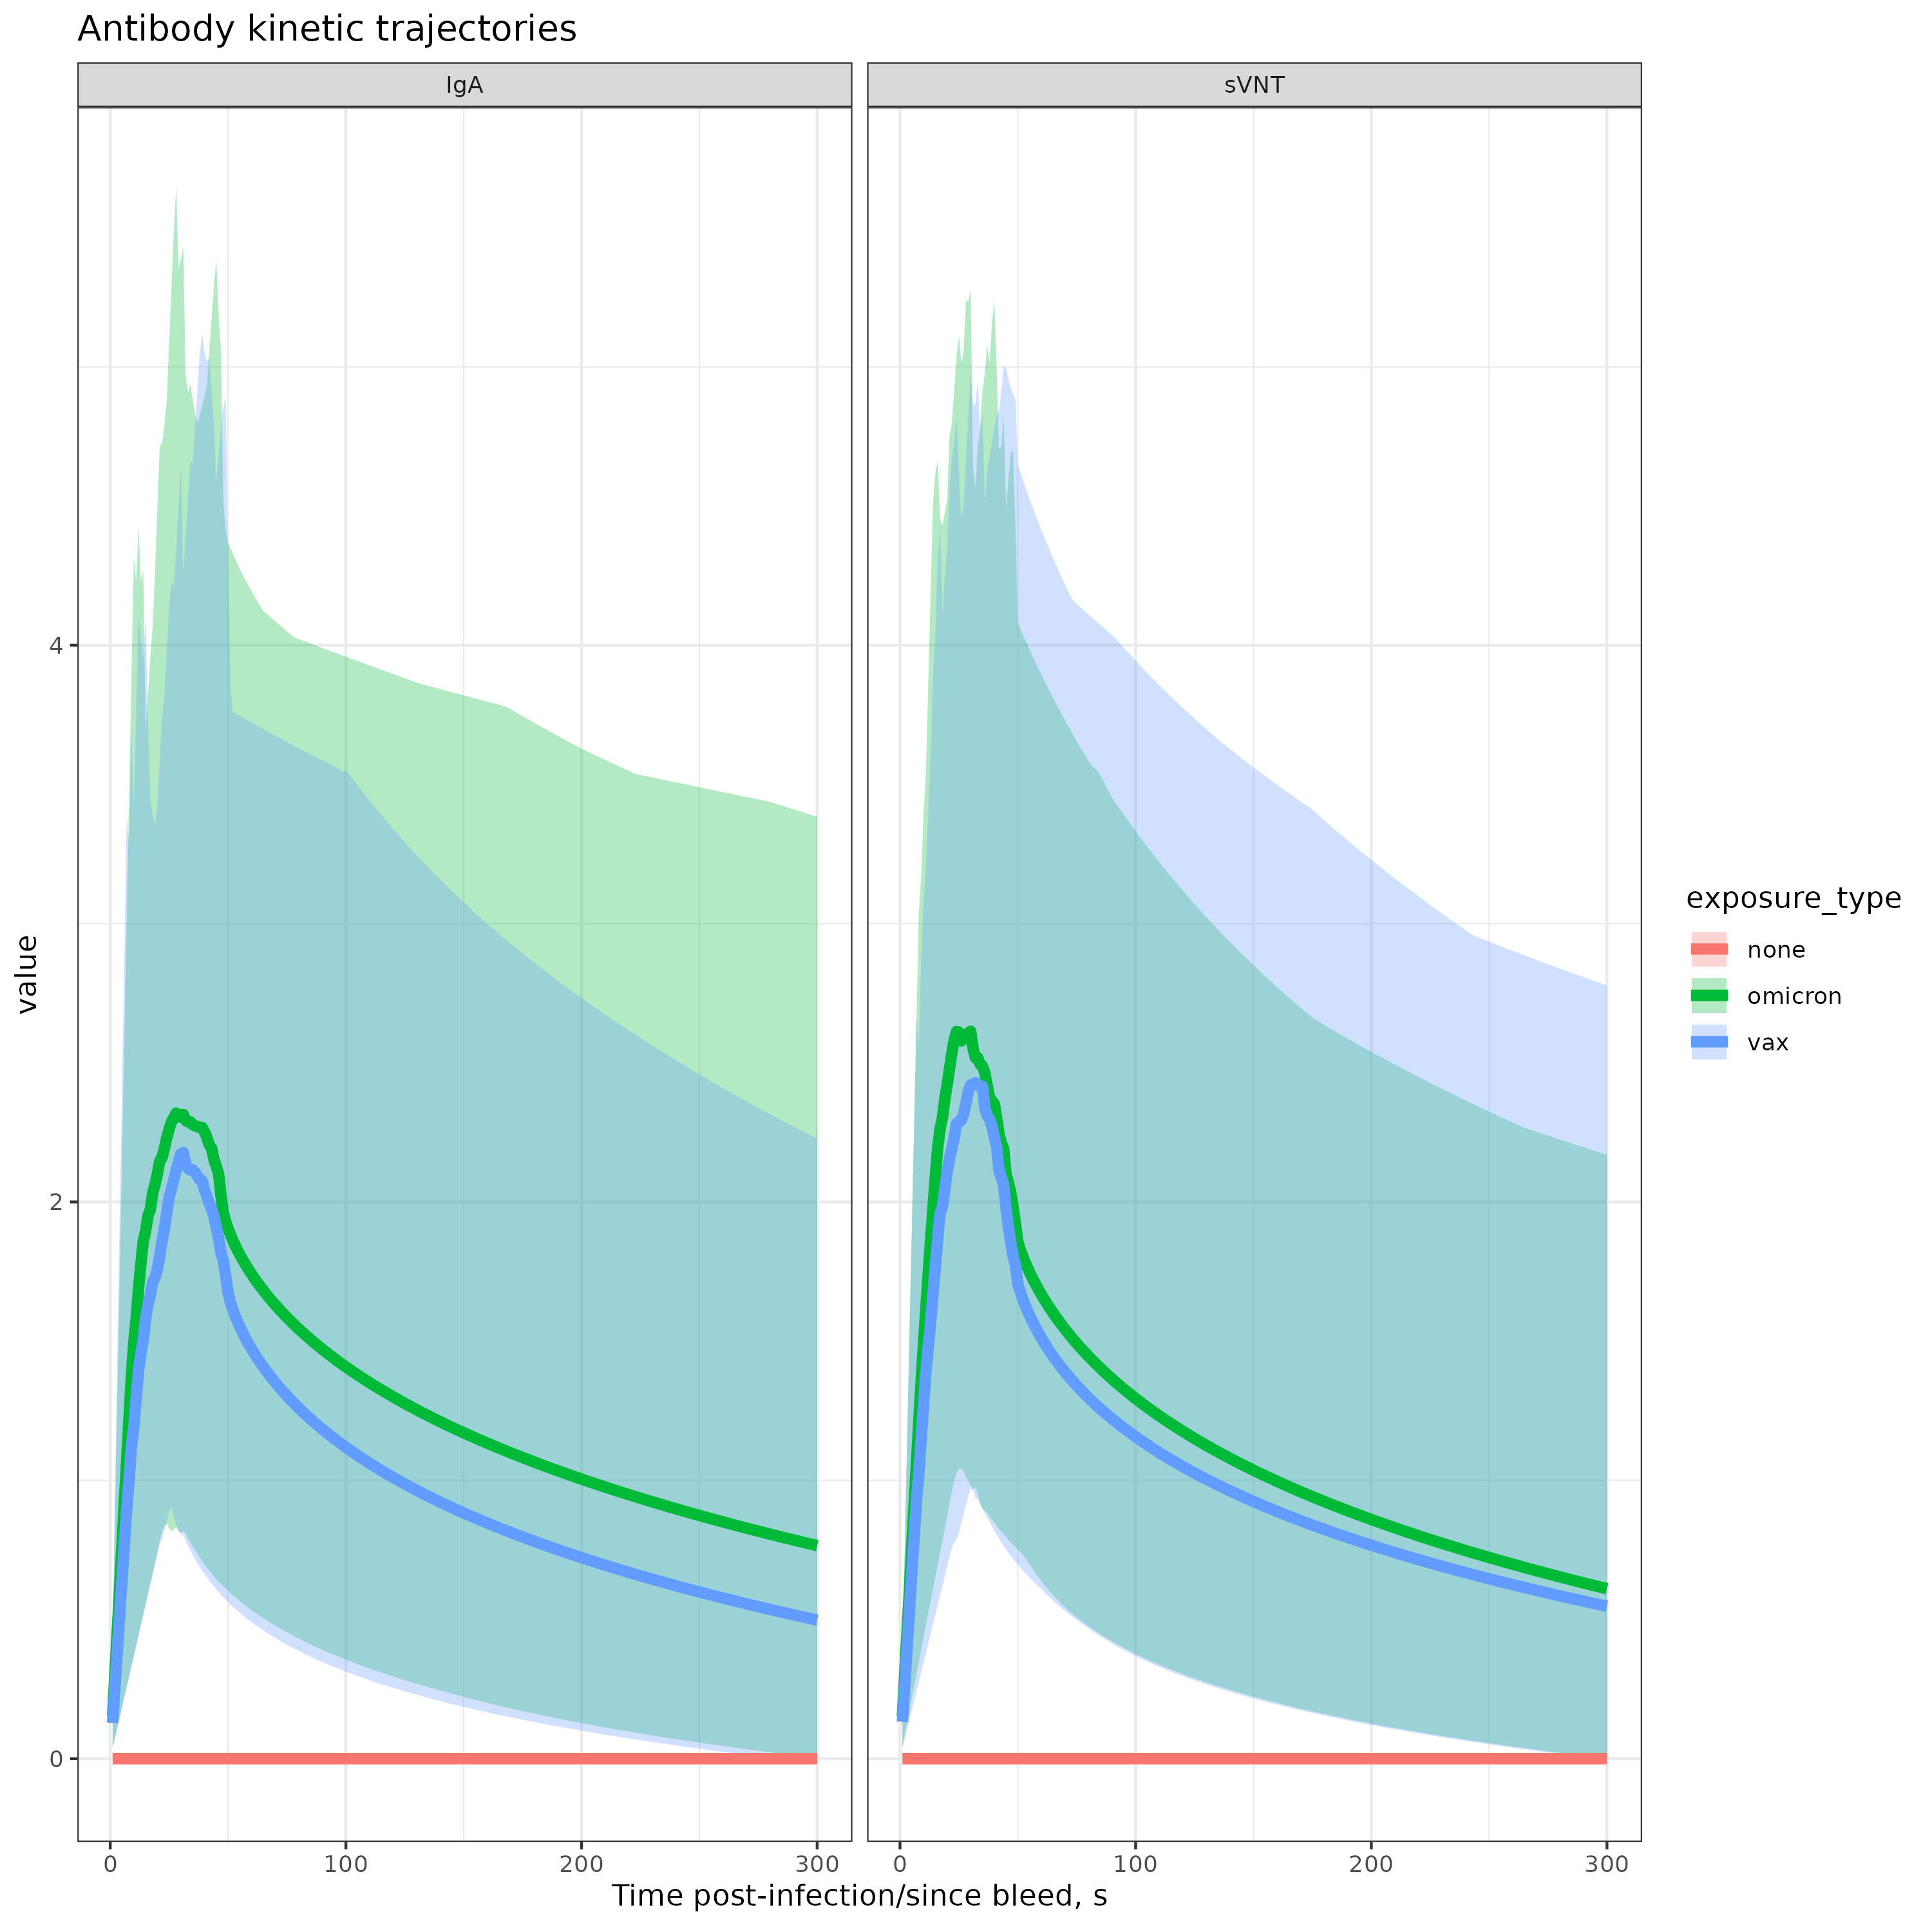 Antibody kinetic trajectories
IgA
sVNT
value
4
2
0
0
100
200
300
0
100
200
300
Time post-infection/since bleed, s
exposure_type
none
omicron
vax